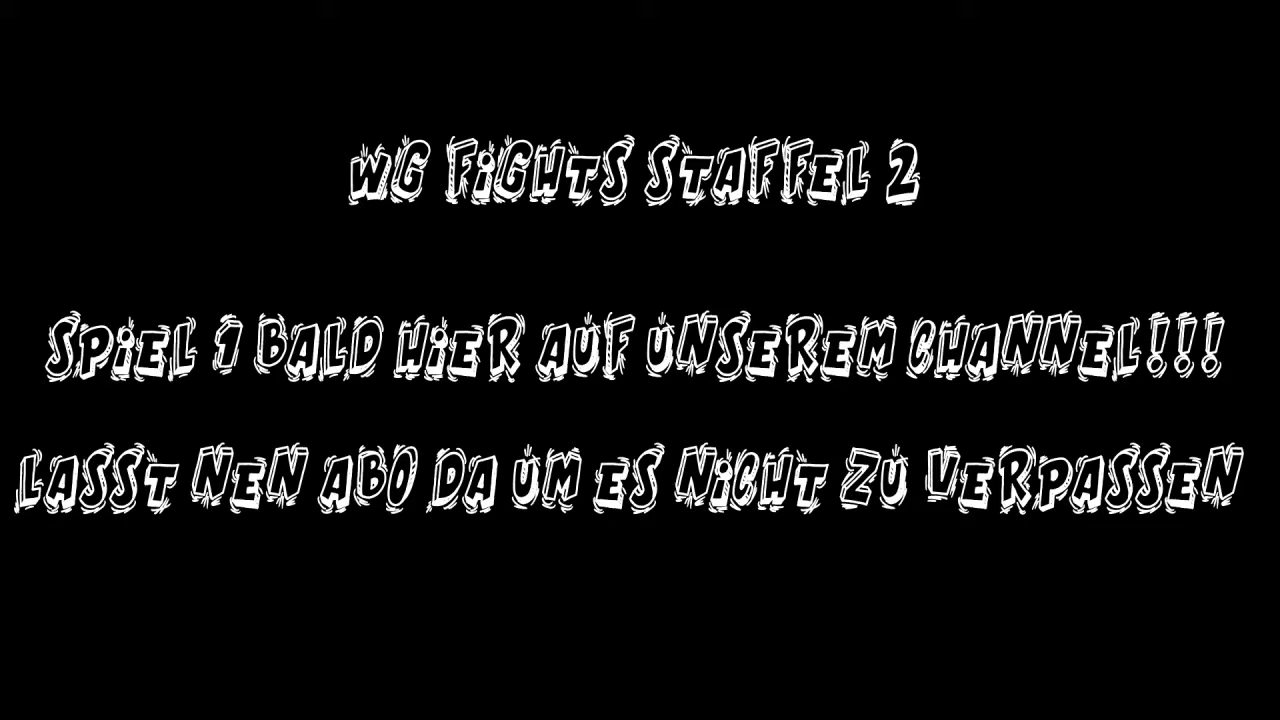 WG FIGHTS STAFFEL 2
SPIEL 1 BALD HIER AUF UNSEREM CHANNEL!!!
LASST NEN ABO DA UM ES NICHT ZU VERPASSEN